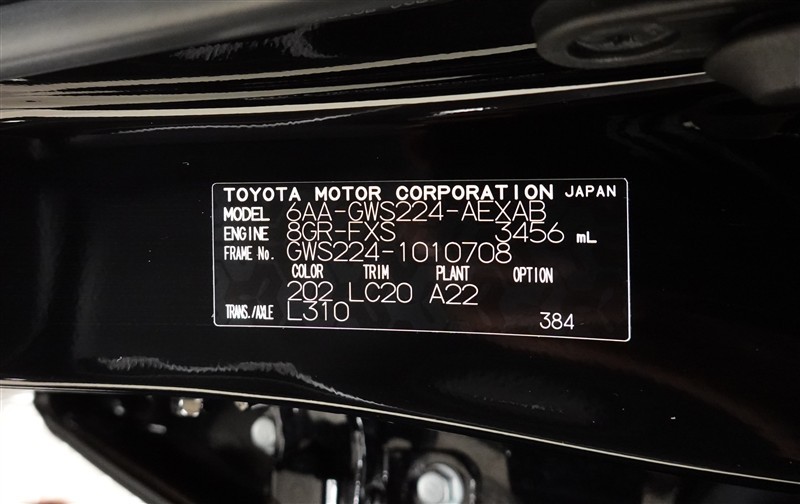 TOYOTA MOTOR CORPORATION JAPAN
MODEL 6AA-GWS224-AEXAB
ENGINE 8GR-FXS 3456 mL
FRAME No. GWS224-1010708
COLOR TRIM PLANT OPTION
202 LC20 A22
TRANS./AXLE L310 384